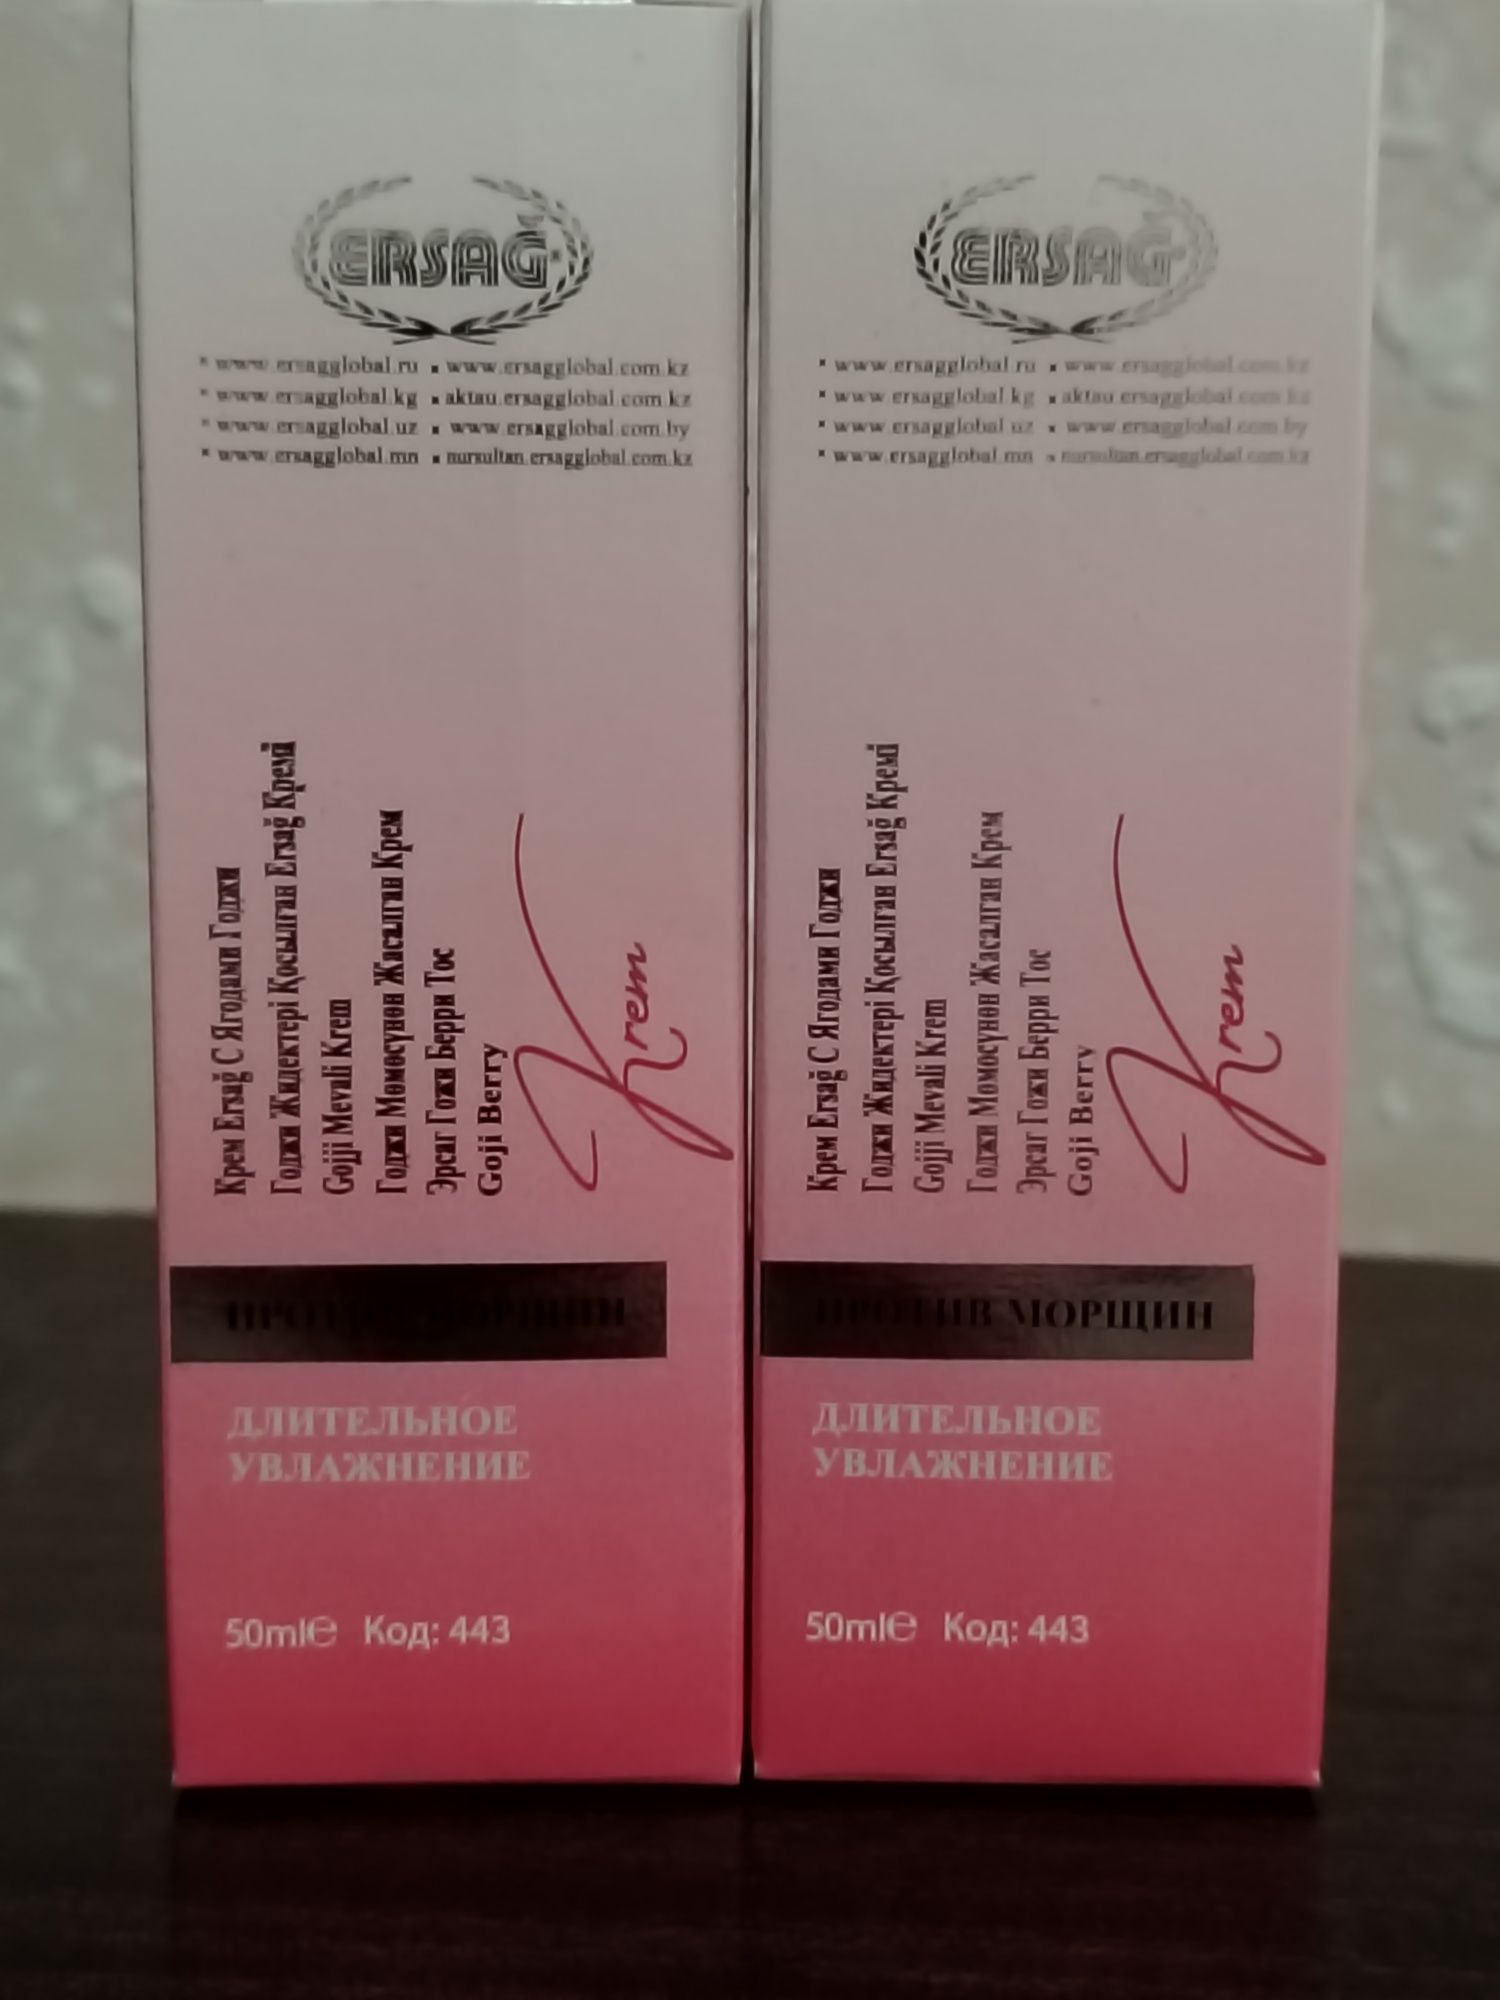 ERSAĞ
▪ www.ersagglobal.ru ▪ www.ersagglobal.com.kz
▪ www.ersagglobal.kg ▪ aktau.ersagglobal.com.kz
▪ www.ersagglobal.uz ▪ www.ersagglobal.com.by
▪ www.ersagglobal.mn ▪ nursultan.ersagglobal.com.kz
Крем Ersağ С Ягодами Годжи
Годжи Жидектері Қосылған Ersağ Кремі
Gojji Mevali Krem
Годжи Мөмөсүнөн Жасалган Крем
Эрсаг Гожи Берри Тос
Goji Berry
Krem
ПРОТИВ МОРЩИН
ДЛИТЕЛЬНОЕ
УВЛАЖНЕНИЕ
50ml℮ Код: 443
ERSAĞ
▪ www.ersagglobal.ru ▪ www.ersagglobal.com.kz
▪ www.ersagglobal.kg ▪ aktau.ersagglobal.com.kz
▪ www.ersagglobal.uz ▪ www.ersagglobal.com.by
▪ www.ersagglobal.mn ▪ nursultan.ersagglobal.com.kz
Крем Ersağ С Ягодами Годжи
Годжи Жидектері Қосылған Ersağ Кремі
Gojji Mevali Krem
Годжи Мөмөсүнөн Жасалган Крем
Эрсаг Гожи Берри Тос
Goji Berry
Krem
ПРОТИВ МОРЩИН
ДЛИТЕЛЬНОЕ
УВЛАЖНЕНИЕ
50ml℮ Код: 443